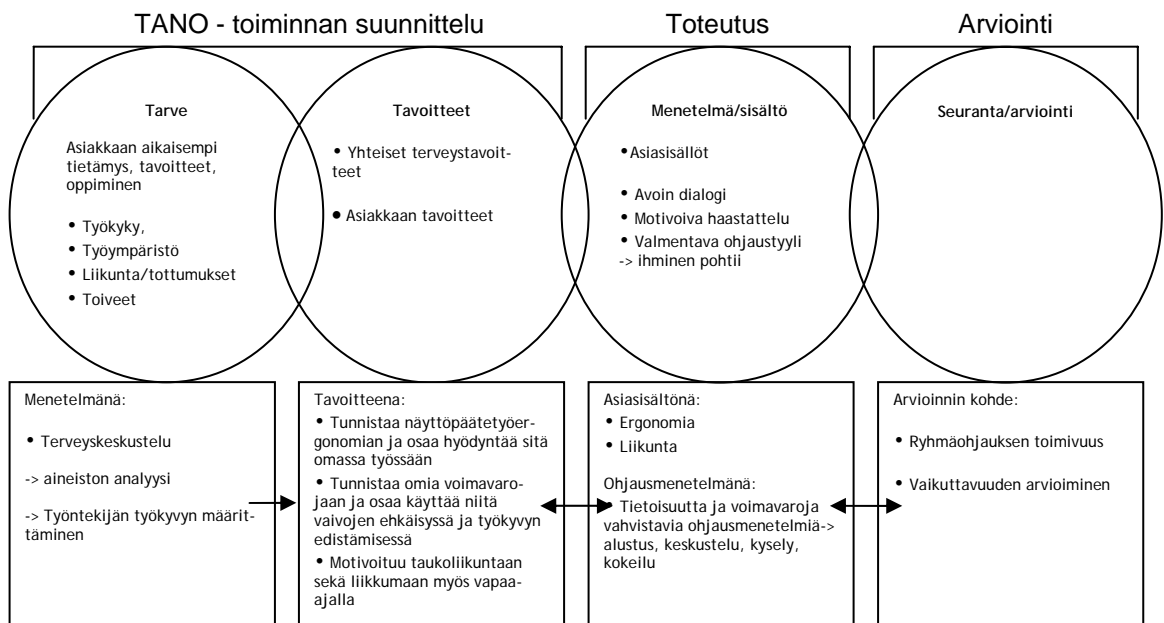 TANO - toiminnan suunnittelu
Toteutus
Arviointi
Tarve
Asiakkaan aikaisempi
tietämys, tavoitteet,
oppiminen
• Työkyky,
• Työympäristö
• Liikunta/tottumukset
• Toiveet
Tavoitteet
• Yhteiset terveystavoit-
teet
• Asiakkaan tavoitteet
Menetelmä/sisältö
•Asiasisällöt
• Avoin dialogi
• Motivoiva haastattelu
• Valmentava ohjaustyyli
-> ihminen pohtii
Seuranta/arviointi
Menetelmänä:
• Terveyskeskustelu
-> aineiston analyysi
-> Työntekijän työkyvyn määrit-
täminen
Tavoitteena:
• Tunnistaa näyttöpäätetyöer-
gonomian ja osaa hyödyntää sitä
omassa työssään
• Tunnistaa omia voimavaro-
jaan ja osaa käyttää niitä
vaivojen ehkäisyssä ja työkyvyn
edistämisessä
• Motivoituu taukoliikuntaan
sekä liikkumaan myös vapaa-
ajalla
Asiasisältönä:
• Ergonomia
• Liikunta
Ohjausmenetelmänä:
• Tietoisuutta ja voimavaroja
vahvistavia ohjausmenetelmiä->
alustus, keskustelu, kysely,
kokeilu
Arvioinnin kohde:
• Ryhmäohjauksen toimivuus
• Vaikuttavuuden arvioiminen